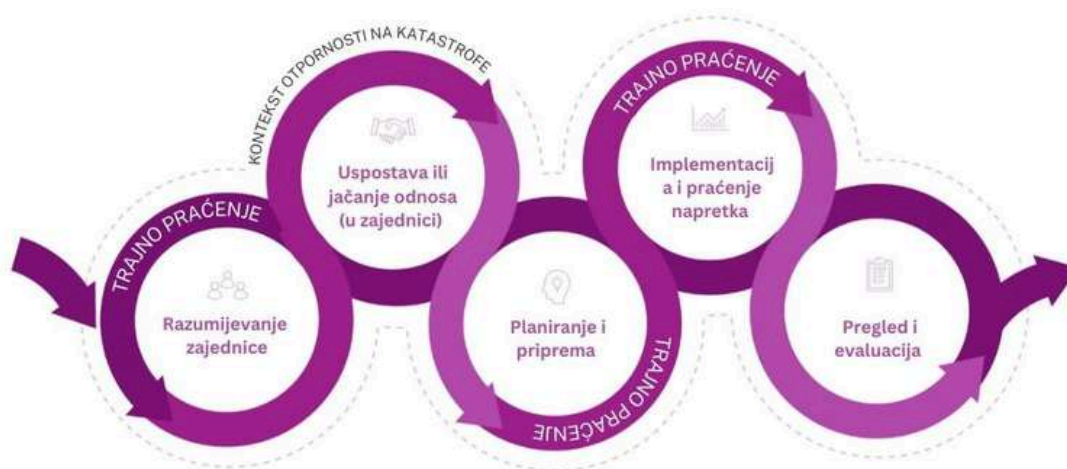 KONTEKST OTPORNOSTI NA KATASTROFE
TRAJNO PRAĆENJE
Razumijevanje
zajednice
Uspostava ili
jačanje odnosa
(u zajednici)
Planiranje i
priprema
TRAJNO PRAĆENJE
TRAJNO PRAĆENJE
Implementacij
a i praćenje
napretka
Pregled i
evaluacija